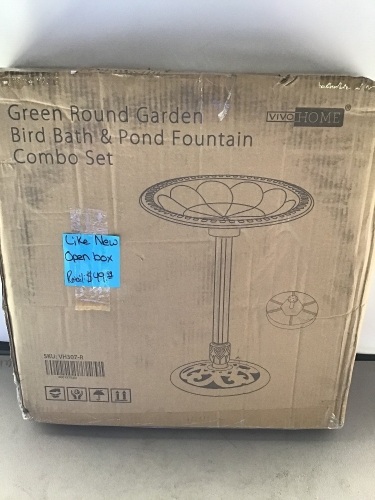 Green Round Garden
Bird Bath & Pond Fountain
Combo Set
VIVOHOME®
Like New
Open box
SKU:VH307-R